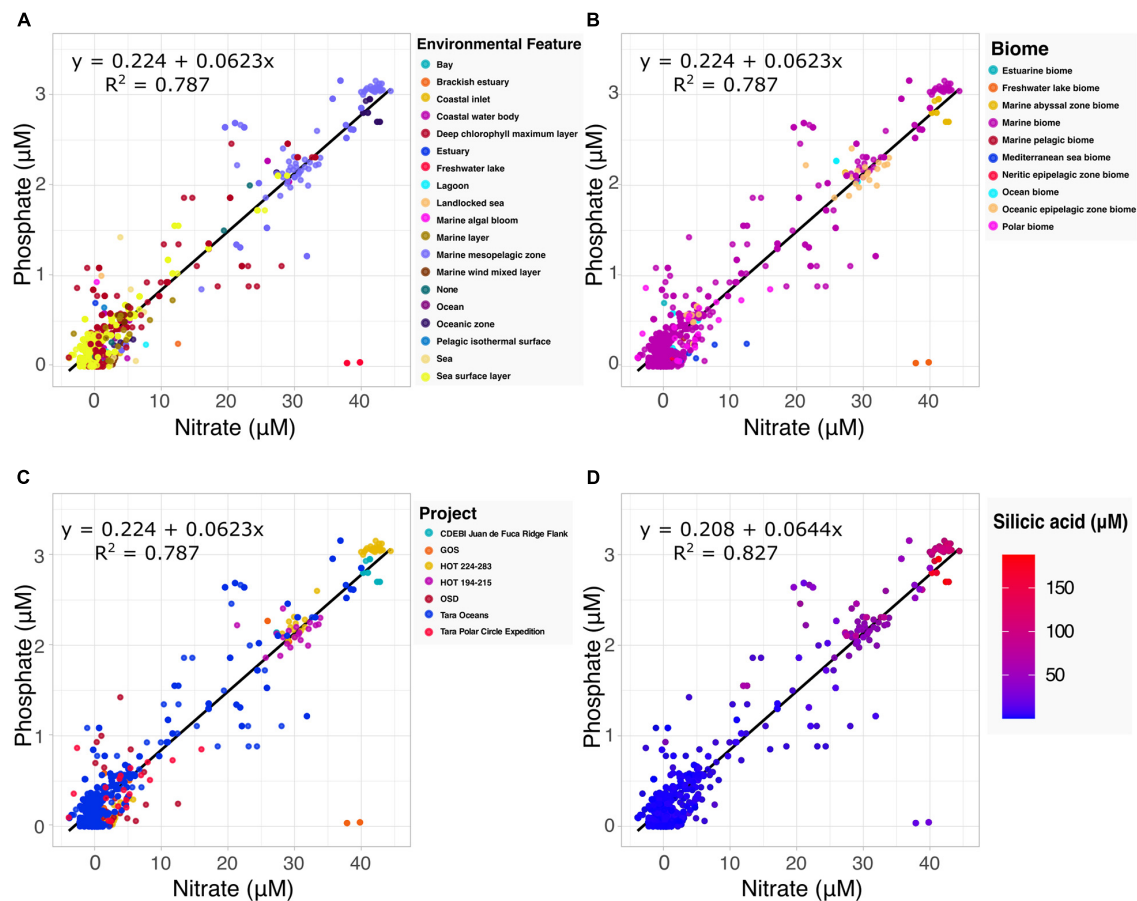 A
y = 0.224 + 0.0623x
R² = 0.787
Phosphate (μM)
3
2
1
0
0 10 20 30 40
Nitrate (μM)
Environmental Feature
Bay
Brackish estuary
Coastal inlet
Coastal water body
Deep chlorophyll maximum layer
Estuary
Freshwater lake
Lagoon
Landlocked sea
Marine algal bloom
Marine layer
Marine mesopelagic zone
Marine wind mixed layer
None
Ocean
Oceanic zone
Pelagic isothermal surface
Sea
Sea surface layer
B
y = 0.224 + 0.0623x
R² = 0.787
Phosphate (μM)
3
2
1
0
0 10 20 30 40
Nitrate (μM)
Biome
Estuarine biome
Freshwater lake biome
Marine abyssal zone biome
Marine biome
Marine pelagic biome
Mediterranean sea biome
Neritic epipelagic zone biome
Ocean biome
Oceanic epipelagic zone biome
Polar biome
C
y = 0.224 + 0.0623x
R² = 0.787
Phosphate (μM)
3
2
1
0
0 10 20 30 40
Nitrate (μM)
Project
CDEBI Juan de Fuca Ridge Flank
GOS
HOT 224-283
HOT 194-215
OSD
Tara Oceans
Tara Polar Circle Expedition
D
y = 0.208 + 0.0644x
R² = 0.827
Phosphate (μM)
3
2
1
0
0 10 20 30 40
Nitrate (μM)
Silicic acid (μM)
150
100
50